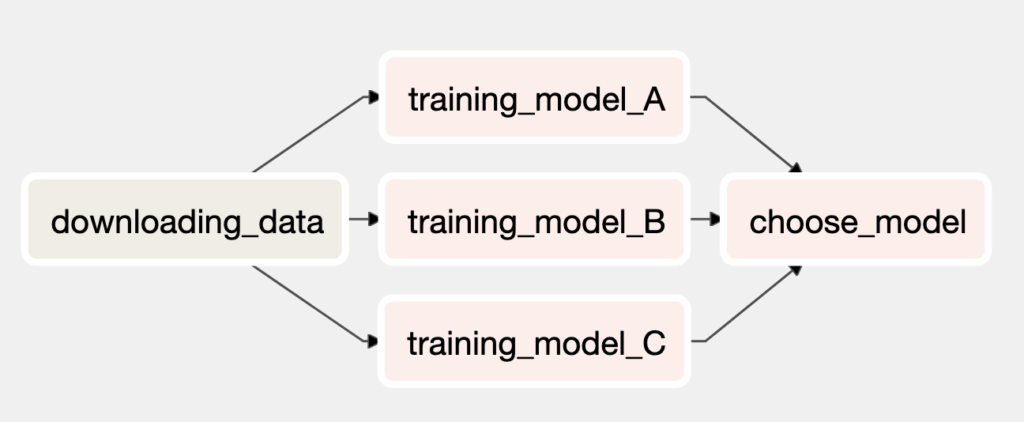 training_model_A
downloading_data
training_model_B
choose_model
training_model_C